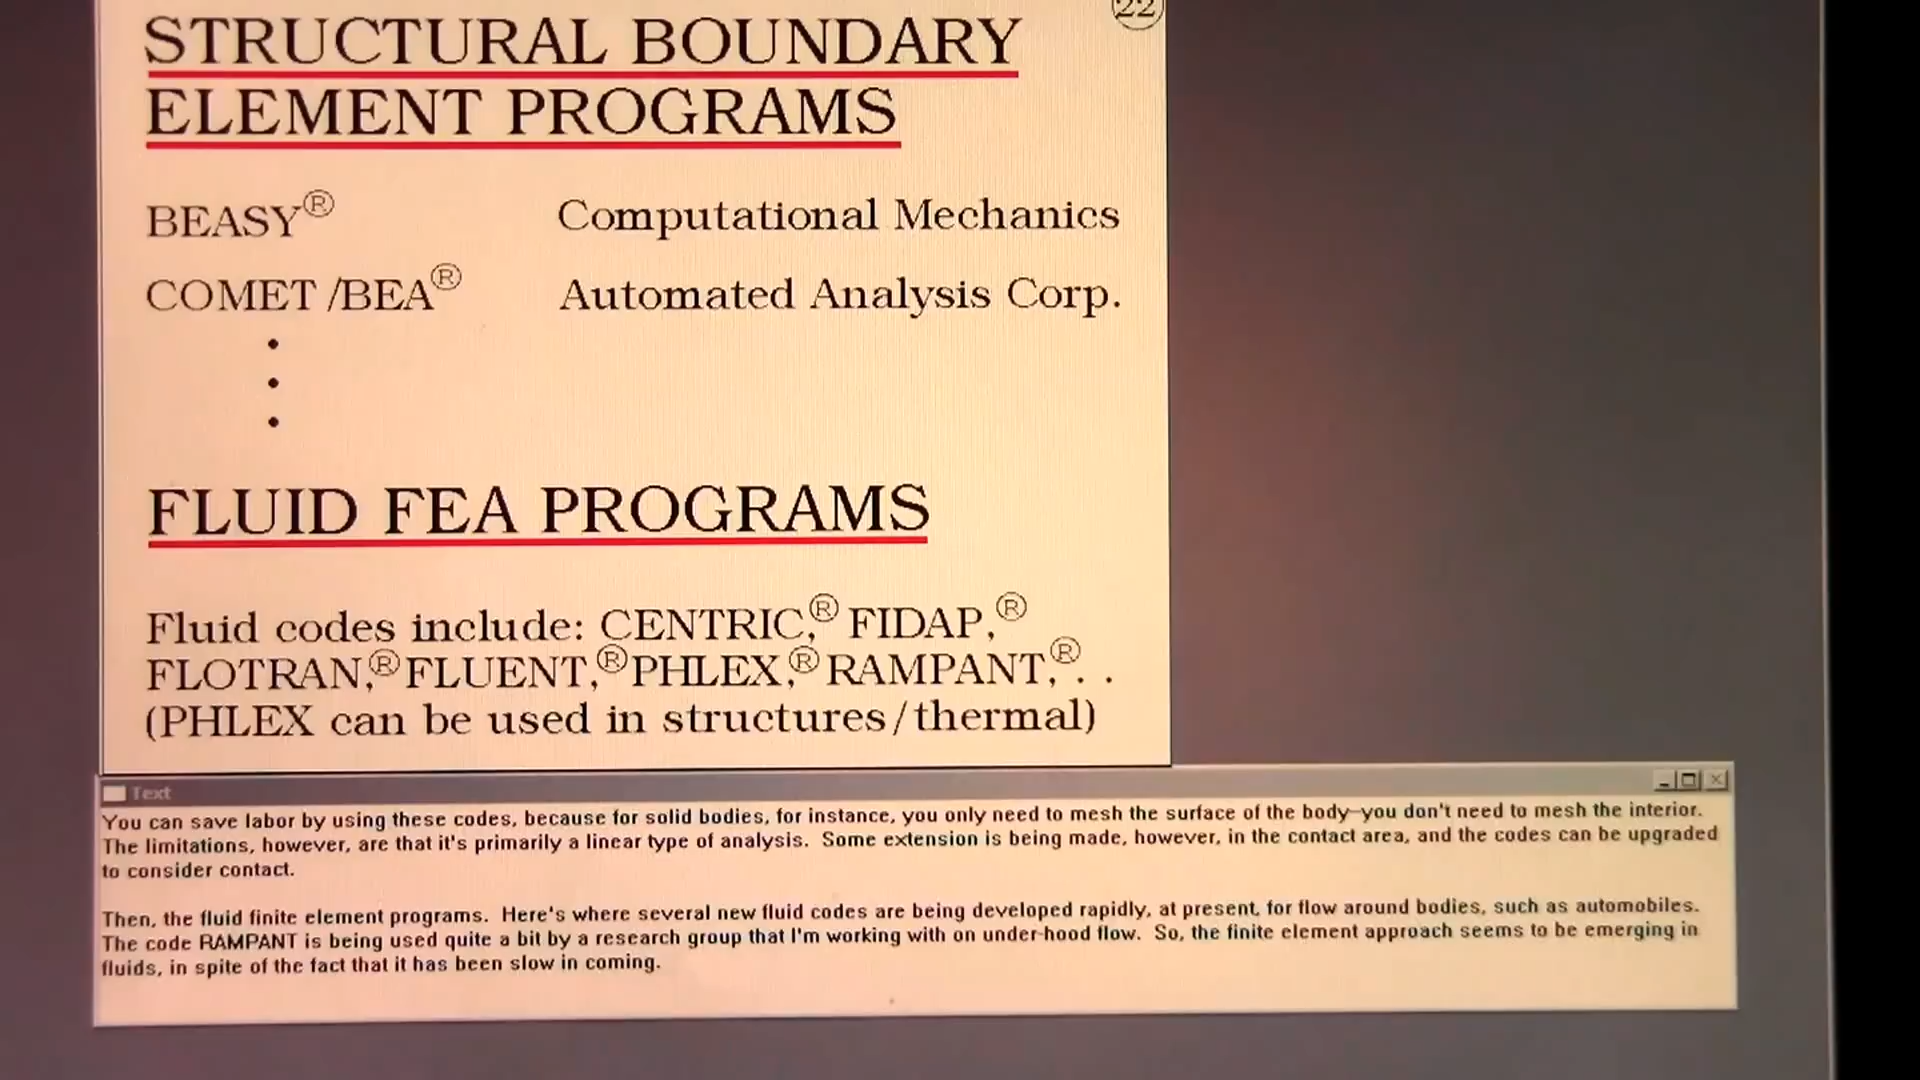 22
STRUCTURAL BOUNDARY
ELEMENT PROGRAMS
BEASY® Computational Mechanics
COMET /BEA® Automated Analysis Corp.
•
•
•
FLUID FEA PROGRAMS
Fluid codes include: CENTRIC,® FIDAP,®
FLOTRAN,® FLUENT,® PHLEX,® RAMPANT,® . .
(PHLEX can be used in structures/thermal)
Text
You can save labor by using these codes, because for solid bodies, for instance, you only need to mesh the surface of the body–you don't need to mesh the interior.
The limitations, however, are that it's primarily a linear type of analysis. Some extension is being made, however, in the contact area, and the codes can be upgraded
to consider contact.
Then, the fluid finite element programs. Here's where several new fluid codes are being developed rapidly, at present, for flow around bodies, such as automobiles.
The code RAMPANT is being used quite a bit by a research group that I'm working with on under-hood flow. So, the finite element approach seems to be emerging in
fluids, in spite of the fact that it has been slow in coming.